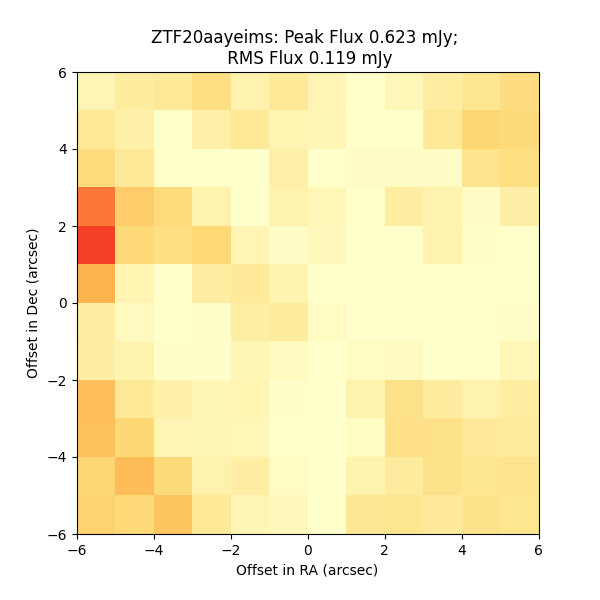 ZTF20aayeims: Peak Flux 0.623 mJy;
RMS Flux 0.119 mJy
6
4
2
0
−2
−4
−6
Offset in Dec (arcsec)
−6 −4 −2 0 2 4 6
Offset in RA (arcsec)